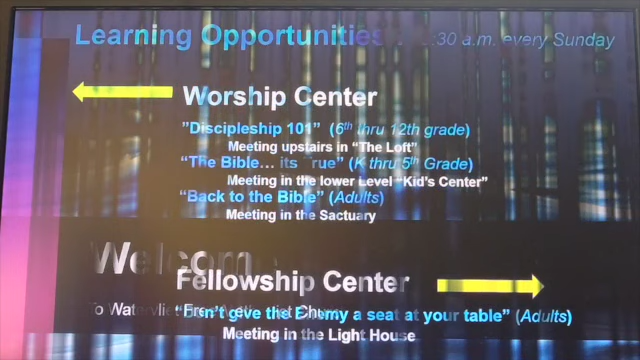 Learning Opportunities :30 a.m. every Sunday
Worship Center
"Discipleship 101" (6th thru 12th grade)
Meeting upstairs in "The Loft"
"The Bible... its True" (K thru 5th Grade)
Meeting in the lower Level "Kid's Center"
"Back to the Bible" (Adults)
Meeting in the Sactuary
Welcome
Fellowship Center
To
"Don't give the Enemy a seat at your table" (Adults)
Meeting in the Light House